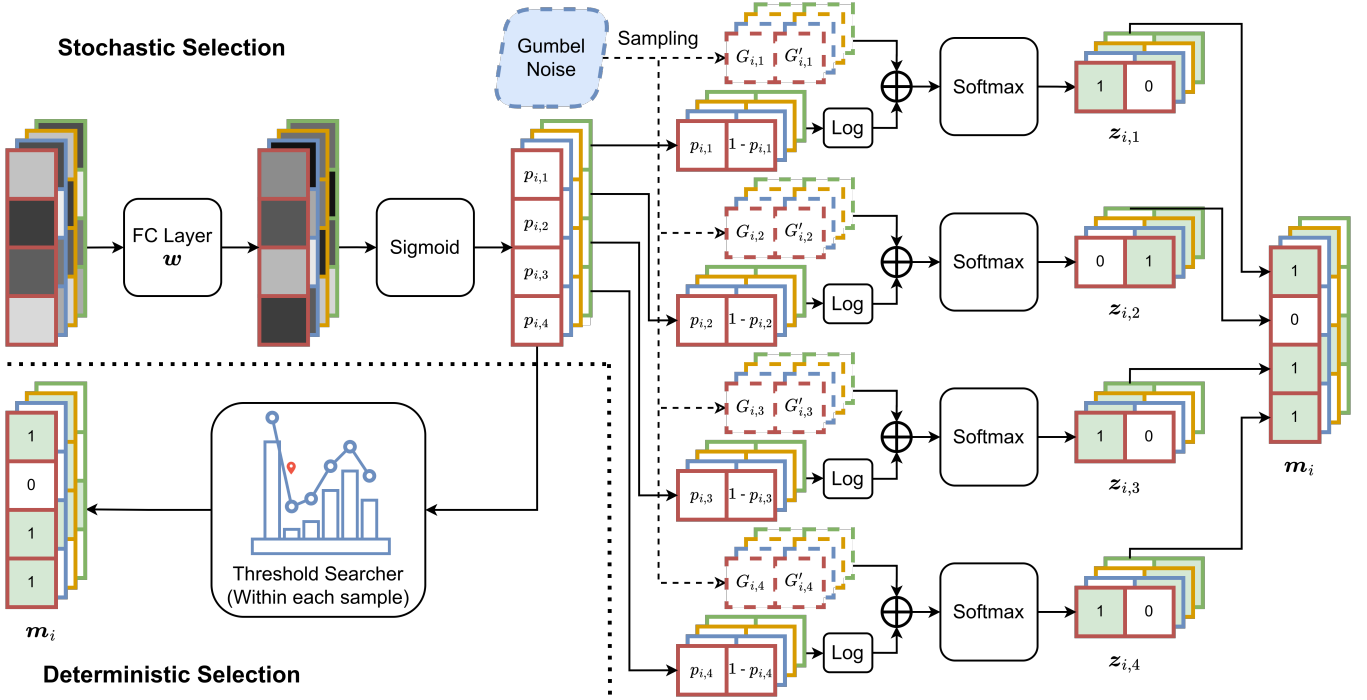 Stochastic Selection
Gumbel
Noise
Sampling
FC Layer
w
Sigmoid
p_{i,1}
p_{i,2}
p_{i,3}
p_{i,4}
G_{i,1} G'_{i,1}
p_{i,1} 1 - p_{i,1}
Log
Softmax
1 0
z_{i,1}
G_{i,2} G'_{i,2}
p_{i,2} 1 - p_{i,2}
Log
Softmax
0 1
z_{i,2}
G_{i,3} G'_{i,3}
p_{i,3} 1 - p_{i,3}
Log
Softmax
1 0
z_{i,3}
G_{i,4} G'_{i,4}
p_{i,4} 1 - p_{i,4}
Log
Softmax
1 0
z_{i,4}
1
0
1
1
m_i
Threshold Searcher
(Within each sample)
1
0
1
1
m_i
Deterministic Selection